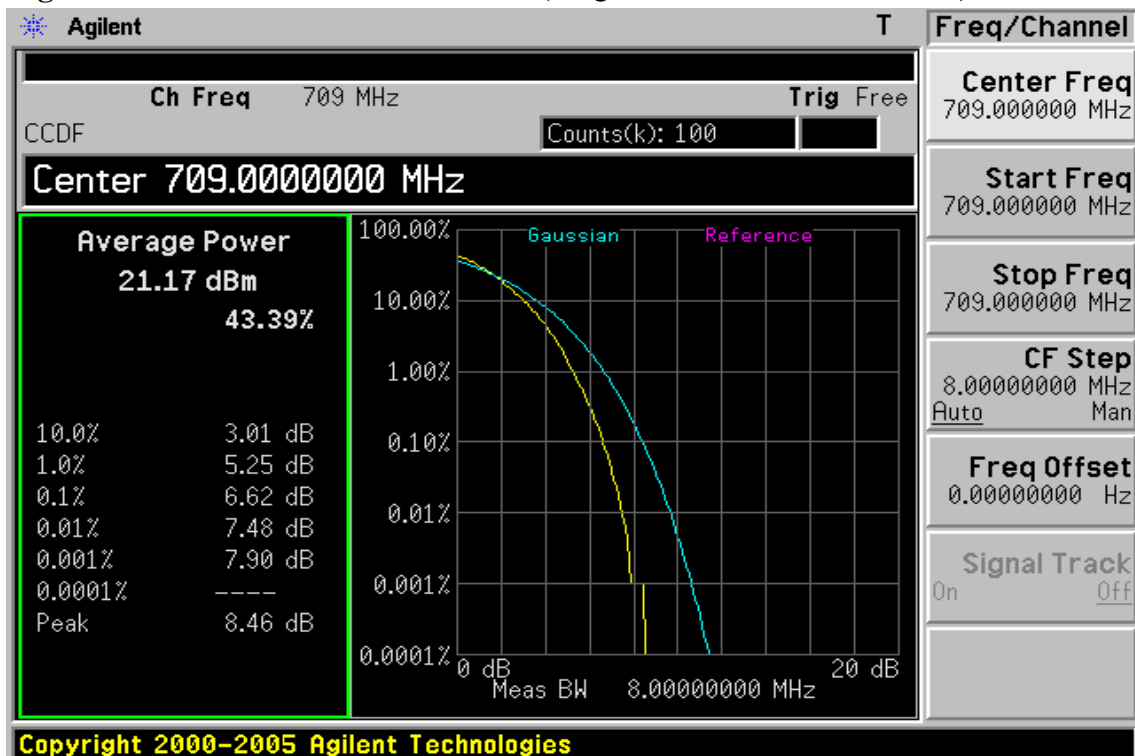 Agilent T
Ch Freq 709 MHz Trig Free
CCDF Counts(k): 100
Center 709.000000 MHz
Average Power
21.17 dBm
43.39%
10.0% 3.01 dB
1.0% 5.25 dB
0.1% 6.62 dB
0.01% 7.48 dB
0.001% 7.90 dB
0.0001% ----
Peak 8.46 dB
Gaussian Reference
100.00%
10.00%
1.00%
0.10%
0.01%
0.001%
0.0001%
0 dB 20 dB
Meas BW 8.00000000 MHz
Freq/Channel
Center Freq
709.000000 MHz
Start Freq
709.000000 MHz
Stop Freq
709.000000 MHz
CF Step
8.00000000 MHz
Auto Man
Freq Offset
0.00000000 Hz
Signal Track
On Off
Copyright 2000-2005 Agilent Technologies